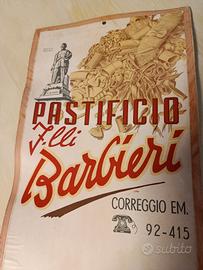 PASTIFICIO
F.lli
Barbieri
CORREGGIO EM.
92-415
subito